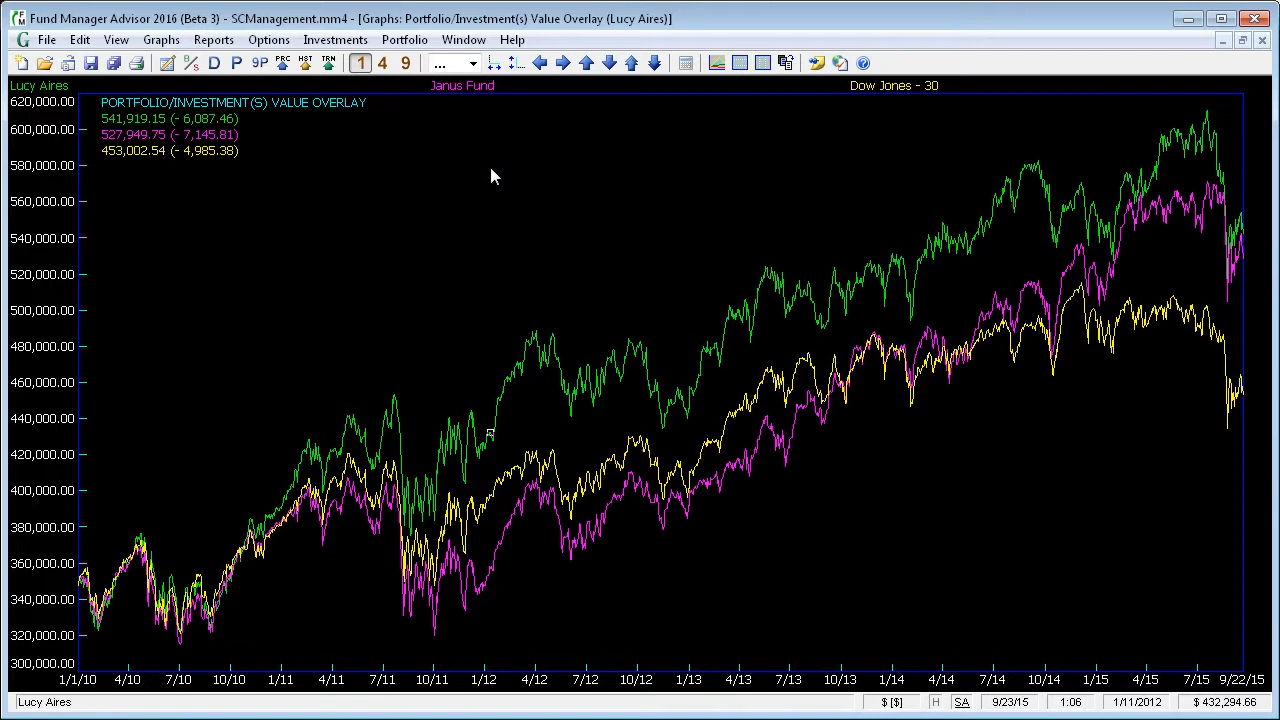 Fund Manager Advisor 2016 (Beta 3) - SCManagement.mm4 - [Graphs: Portfolio/Investment(s) Value Overlay (Lucy Aires)]
File Edit View Graphs Reports Options Investments Portfolio Window Help
B/S D P 9P PRC HST TRN 1 4 9 ...
Lucy Aires Janus Fund Dow Jones - 30
PORTFOLIO/INVESTMENT(S) VALUE OVERLAY
541,919.15 (- 6,087.46)
527,949.75 (- 7,145.81)
453,002.54 (- 4,985.38)
620,000.00
600,000.00
580,000.00
560,000.00
540,000.00
520,000.00
500,000.00
480,000.00
460,000.00
440,000.00
420,000.00
400,000.00
380,000.00
360,000.00
340,000.00
320,000.00
300,000.00
1/1/10 4/10 7/10 10/10 1/11 4/11 7/11 10/11 1/12 4/12 7/12 10/12 1/13 4/13 7/13 10/13 1/14 4/14 7/14 10/14 1/15 4/15 7/15 9/22/15
Lucy Aires $ [$] H SA 9/23/15 1:06 1/11/2012 $ 432,294.66